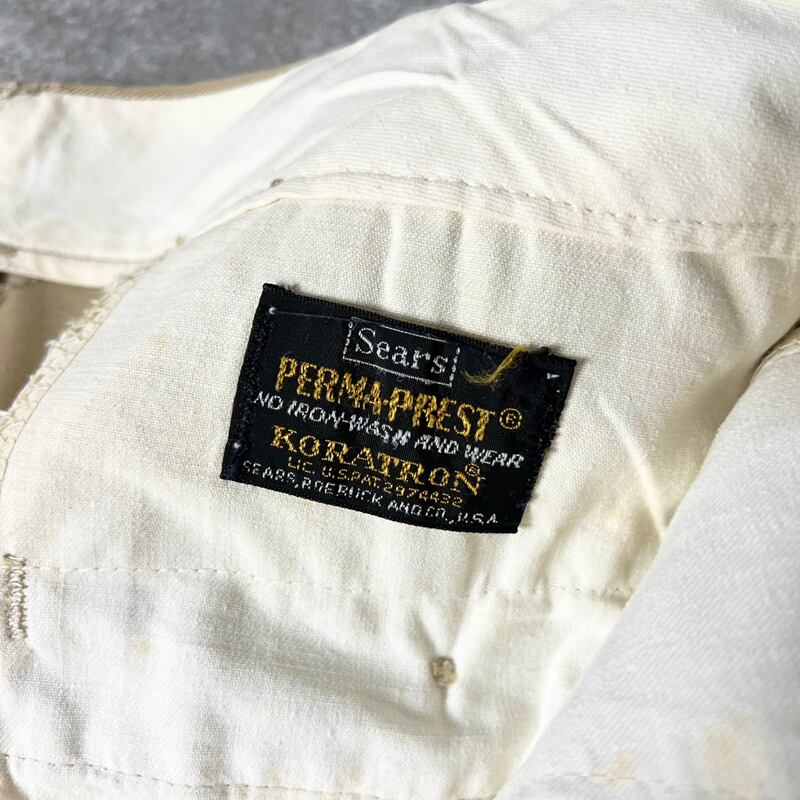 Sears
PERMA-PREST®
NO IRON-WASH AND WEAR
KORATRON®
LIC. U.S.PAT.2974432
SEARS, ROEBUCK AND CO., U.S.A.